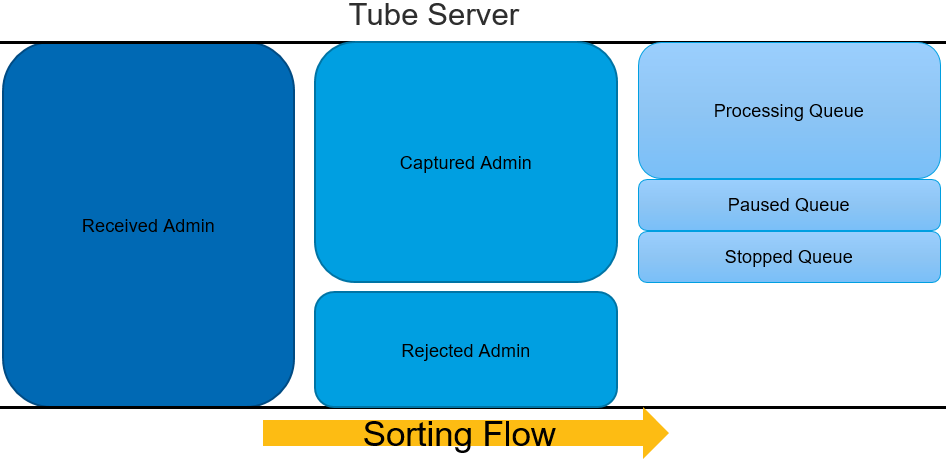 Tube Server
Received Admin
Captured Admin
Rejected Admin
Processing Queue
Paused Queue
Stopped Queue
Sorting Flow